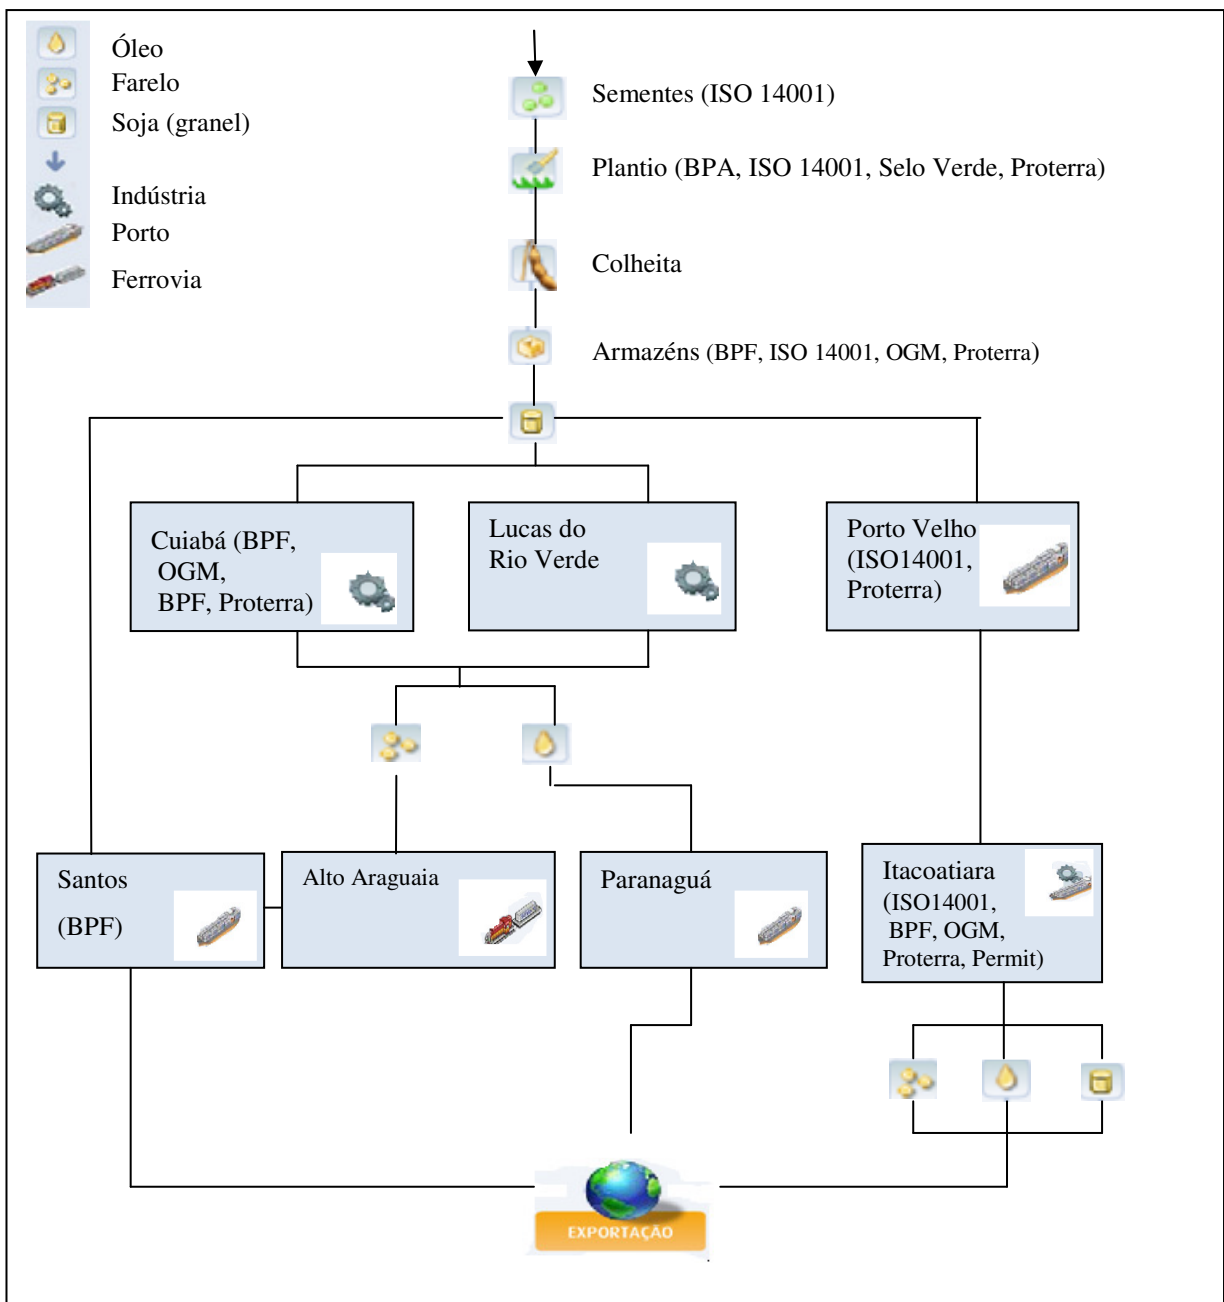 Óleo
Farelo
Soja (granel)
Indústria
Porto
Ferrovia
Sementes (ISO 14001)
Plantio (BPA, ISO 14001, Selo Verde, Proterra)
Colheita
Armazéns (BPF, ISO 14001, OGM, Proterra)
Cuiabá (BPF,
OGM,
BPF, Proterra)
Lucas do
Rio Verde
Porto Velho
(ISO14001,
Proterra)
Santos
(BPF)
Alto Araguaia
Paranaguá
Itacoatiara
(ISO14001,
BPF, OGM,
Proterra, Permit)
EXPORTAÇÃO
.